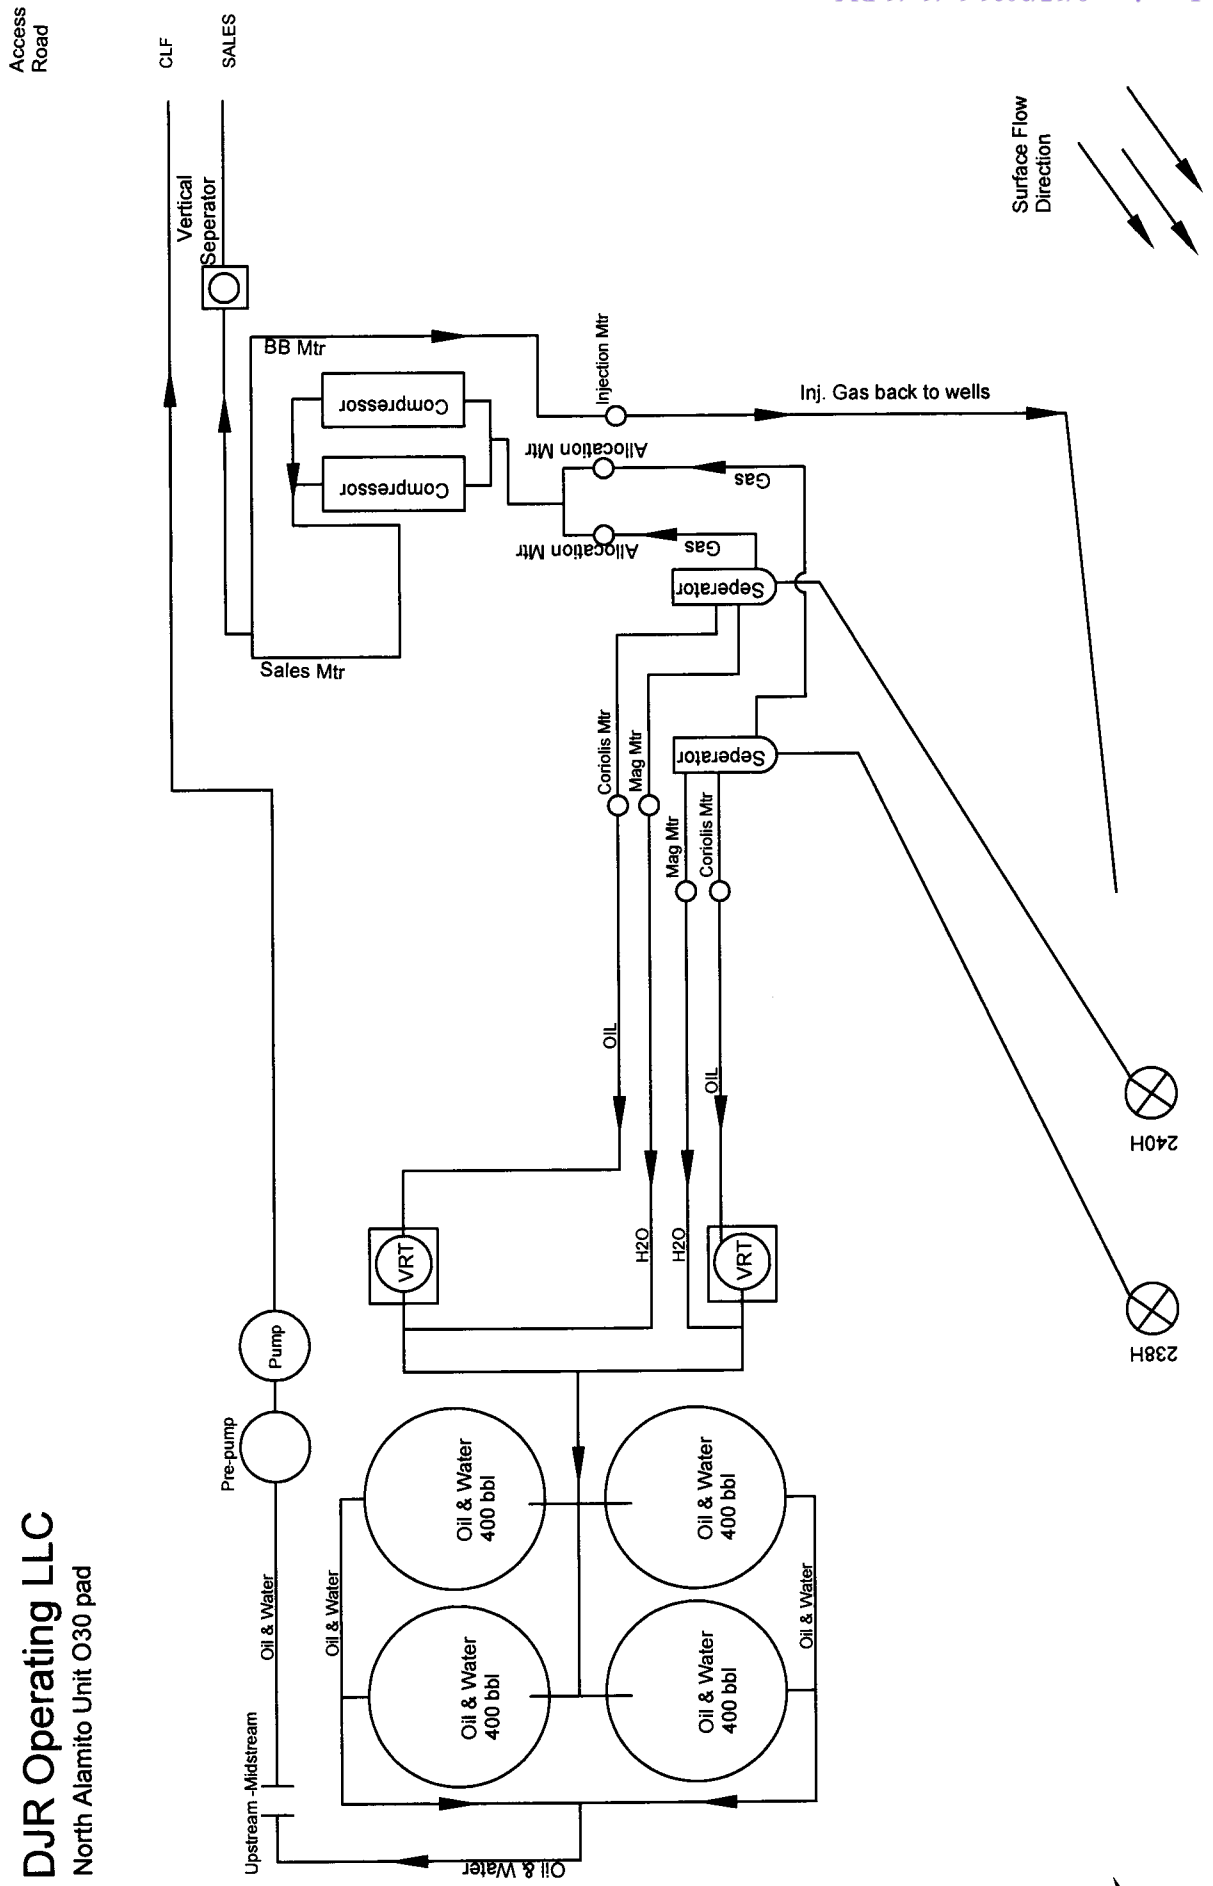 DJR Operating LLC
North Alamito Unit O30 pad
Access
Road
CLF
SALES
Vertical
Seperator
BB Mtr
Sales Mtr
Compressor
Compressor
Injection Mtr
Inj. Gas back to wells
Allocation Mtr
Allocation Mtr
Gas
Gas
Seperator
Seperator
Coriolis Mtr
Mag Mtr
Mag Mtr
Coriolis Mtr
OIL
H2O
H2O
OIL
VRT
VRT
Pump
Pre-pump
Oil & Water
Upstream -Midstream
Oil & Water
Oil & Water
400 bbl
Oil & Water
400 bbl
Oil & Water
400 bbl
Oil & Water
400 bbl
Oil & Water
Oil & Water
238H
240H
Surface Flow
Direction